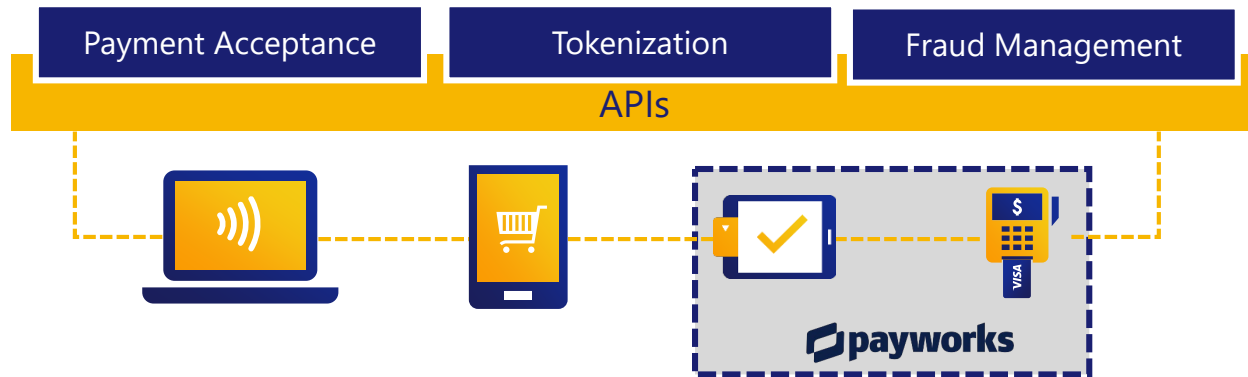 Payment Acceptance
Tokenization
Fraud Management
APIs
$
VISA
payworks